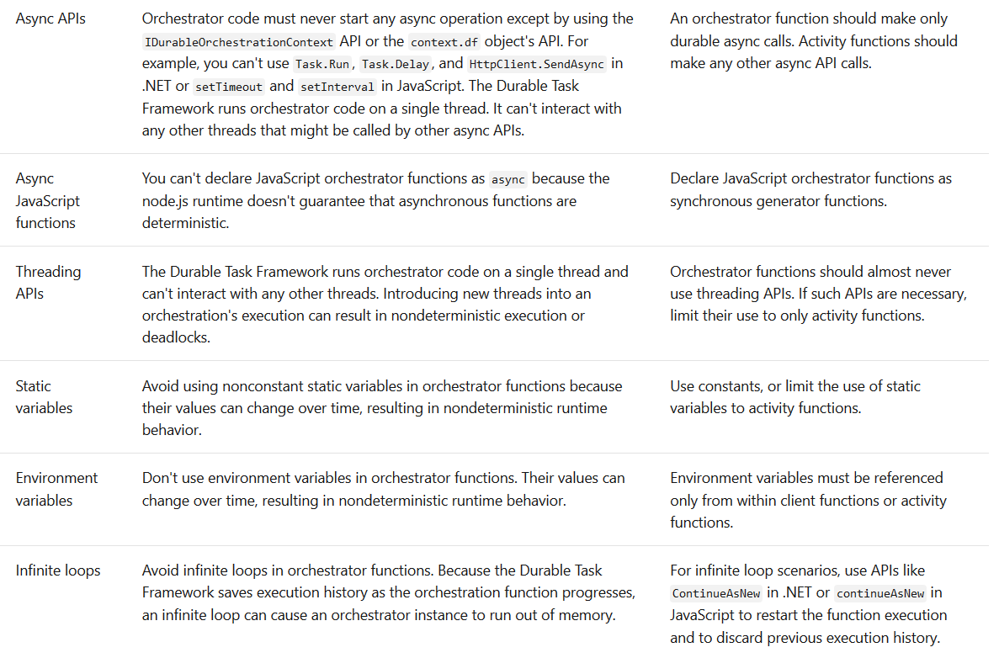 Async APIs
Orchestrator code must never start any async operation except by using the
IDurableOrchestrationContext API or the context.df object's API. For
example, you can't use Task.Run, Task.Delay, and HttpClient.SendAsync in
.NET or setTimeout and setInterval in JavaScript. The Durable Task
Framework runs orchestrator code on a single thread. It can't interact with
any other threads that might be called by other async APIs.
An orchestrator function should make only
durable async calls. Activity functions should
make any other async API calls.
Async
JavaScript
functions
You can't declare JavaScript orchestrator functions as async because the
node.js runtime doesn't guarantee that asynchronous functions are
deterministic.
Declare JavaScript orchestrator functions as
synchronous generator functions.
Threading
APIs
The Durable Task Framework runs orchestrator code on a single thread and
can't interact with any other threads. Introducing new threads into an
orchestration's execution can result in nondeterministic execution or
deadlocks.
Orchestrator functions should almost never
use threading APIs. If such APIs are necessary,
limit their use to only activity functions.
Static
variables
Avoid using nonconstant static variables in orchestrator functions because
their values can change over time, resulting in nondeterministic runtime
behavior.
Use constants, or limit the use of static
variables to activity functions.
Environment
variables
Don't use environment variables in orchestrator functions. Their values can
change over time, resulting in nondeterministic runtime behavior.
Environment variables must be referenced
only from within client functions or activity
functions.
Infinite loops
Avoid infinite loops in orchestrator functions. Because the Durable Task
Framework saves execution history as the orchestration function progresses,
an infinite loop can cause an orchestrator instance to run out of memory.
For infinite loop scenarios, use APIs like
ContinueAsNew in .NET or continueAsNew in
JavaScript to restart the function execution
and to discard previous execution history.